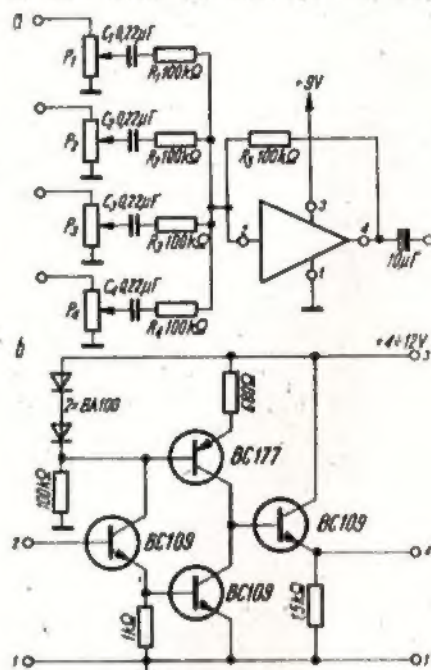 a
C₁ 0,22µF
P₁
R₁ 100kΩ
+9V
C₂ 0,22µF
R₅ 100kΩ
P₂
R₂ 100kΩ
C₃ 0,22µF
3
P₃
R₃ 100kΩ
2
4
1
10µF
C₄ 0,22µF
P₄
R₄ 100kΩ
b
+4÷12V
3
680Ω
2×BA100
BC177
100kΩ
BC109
2
BC109
4
BC109
1kΩ
1,5kΩ
1
1